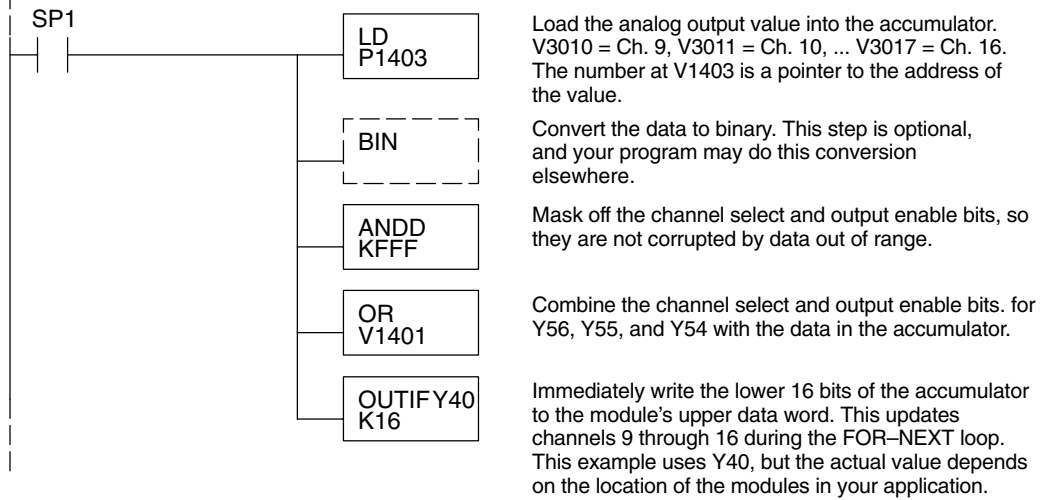 SP1
LD
P1403
Load the analog output value into the accumulator.
V3010 = Ch. 9, V3011 = Ch. 10, ... V3017 = Ch. 16.
The number at V1403 is a pointer to the address of
the value.
BIN
Convert the data to binary. This step is optional,
and your program may do this conversion
elsewhere.
ANDD
KFFF
Mask off the channel select and output enable bits, so
they are not corrupted by data out of range.
OR
V1401
Combine the channel select and output enable bits. for
Y56, Y55, and Y54 with the data in the accumulator.
OUTIF Y40
K16
Immediately write the lower 16 bits of the accumulator
to the module's upper data word. This updates
channels 9 through 16 during the FOR–NEXT loop.
This example uses Y40, but the actual value depends
on the location of the modules in your application.